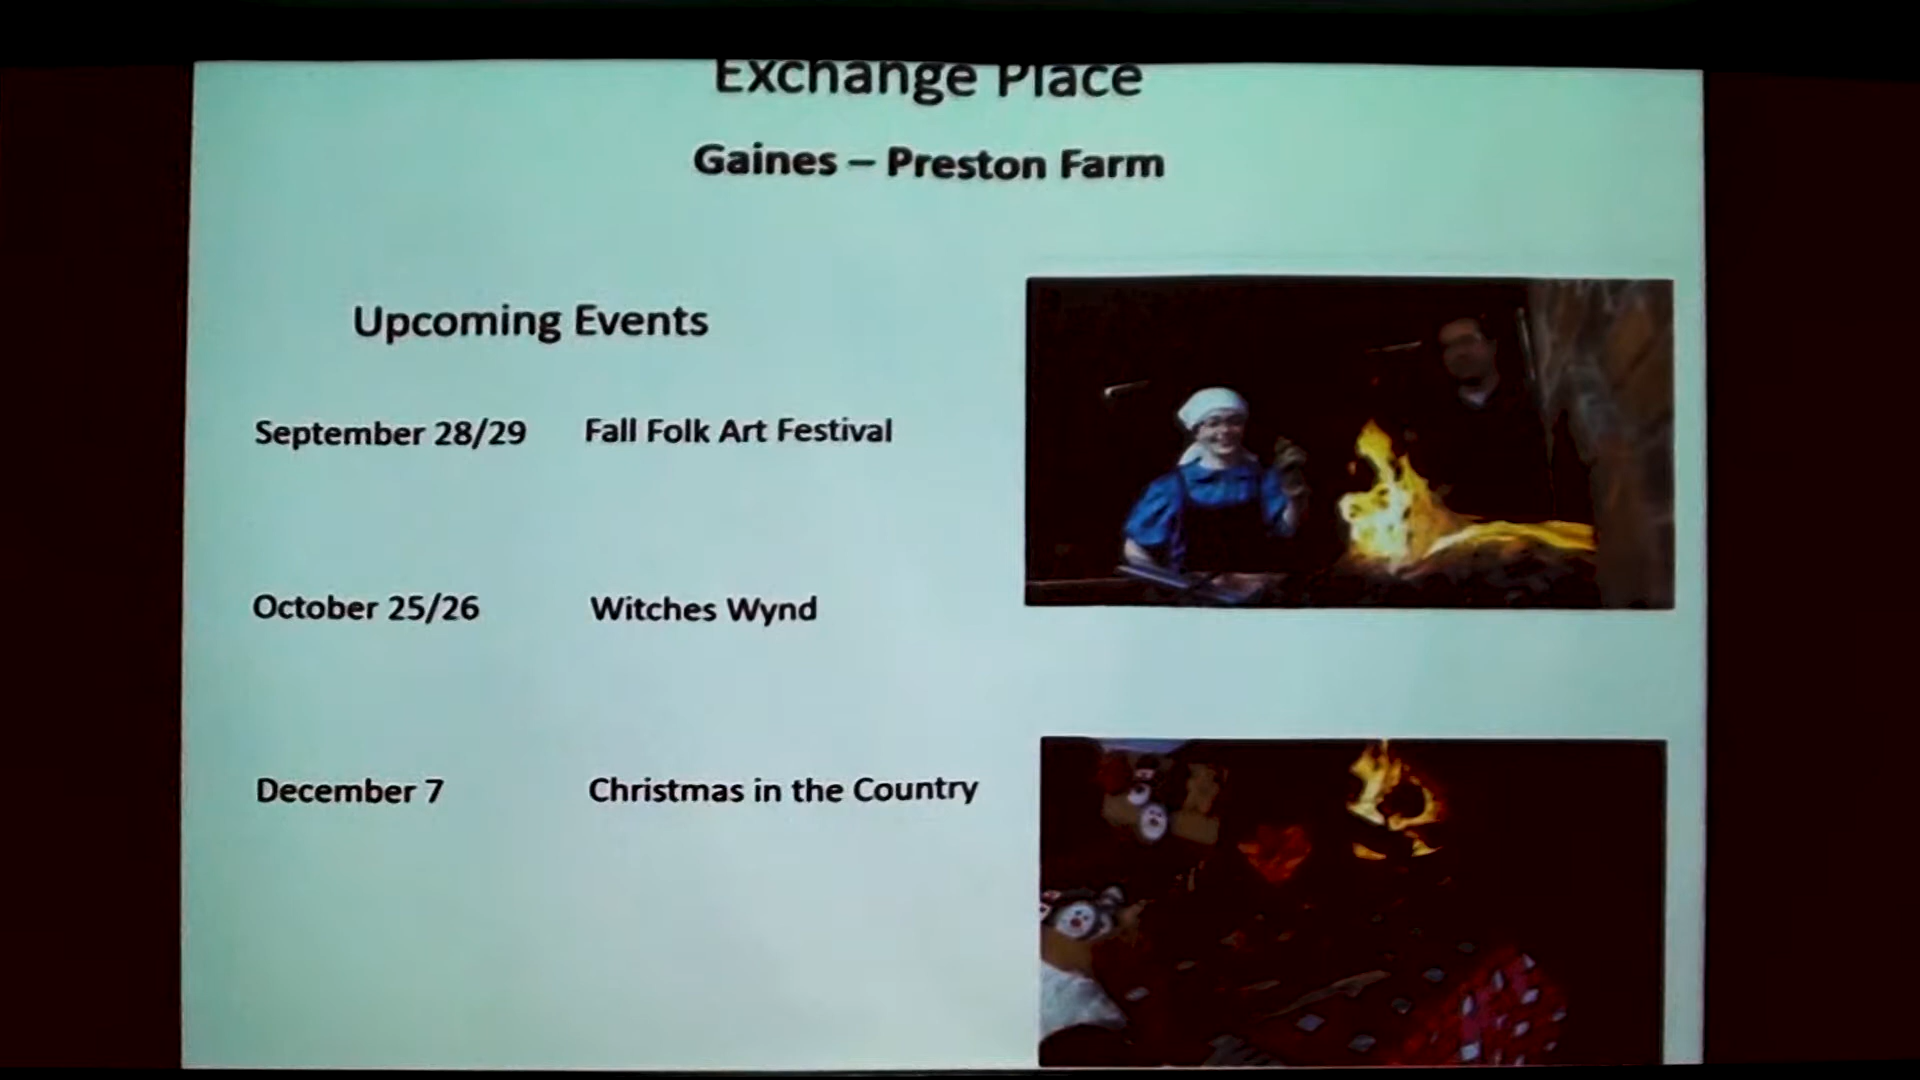 Exchange Place
Gaines – Preston Farm
Upcoming Events
September 28/29 Fall Folk Art Festival
October 25/26 Witches Wynd
December 7 Christmas in the Country